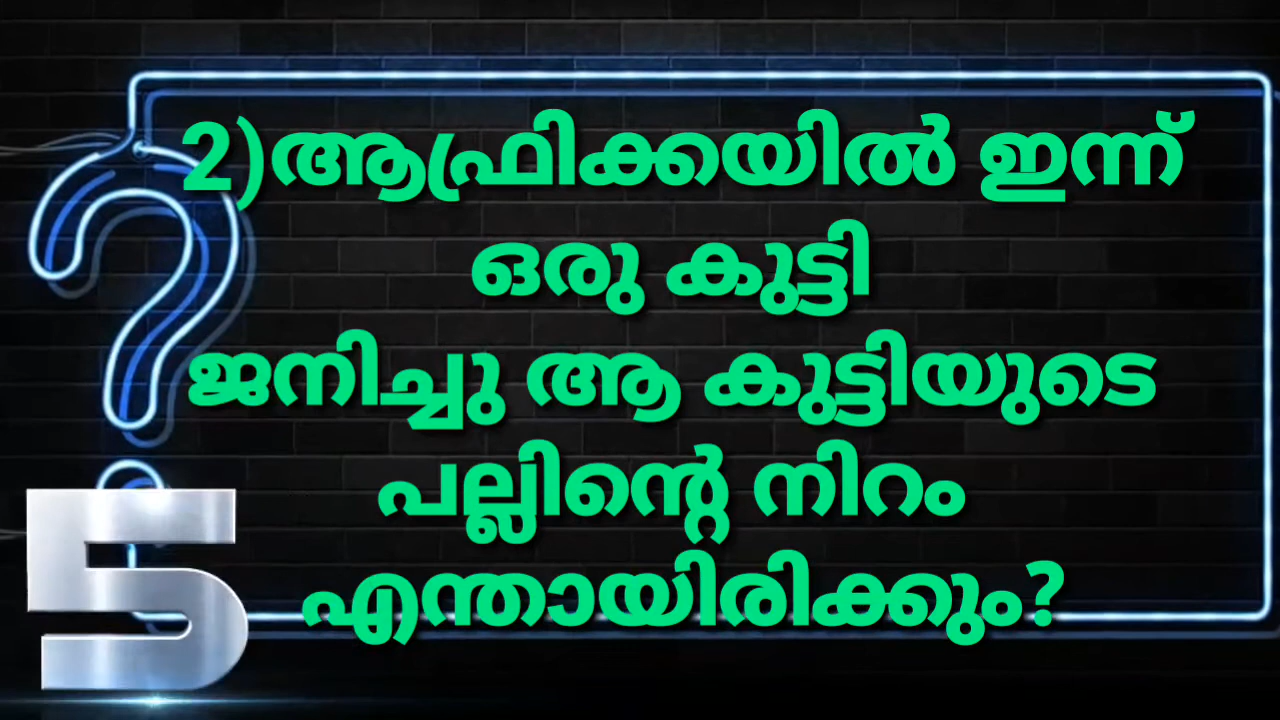 2)ആഫ്രിക്കയിൽ ഇന്ന്
ഒരു കുട്ടി
ജനിച്ചു ആ കുട്ടിയുടെ
പല്ലിന്റെ നിറം
എന്തായിരിക്കും?
5